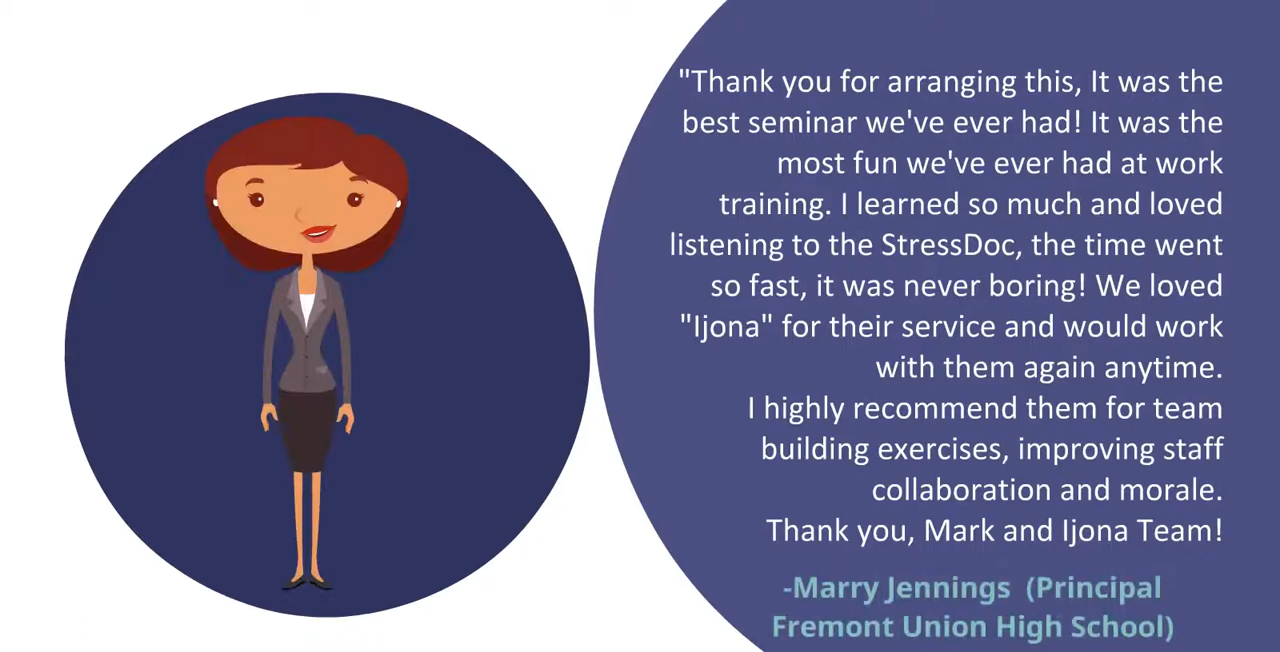 "Thank you for arranging this, It was the
best seminar we've ever had! It was the
most fun we've ever had at work
training. I learned so much and loved
listening to the StressDoc, the time went
so fast, it was never boring! We loved
"Ijona" for their service and would work
with them again anytime.
I highly recommend them for team
building exercises, improving staff
collaboration and morale.
Thank you, Mark and Ijona Team!
-Marry Jennings (Principal
Fremont Union High School)